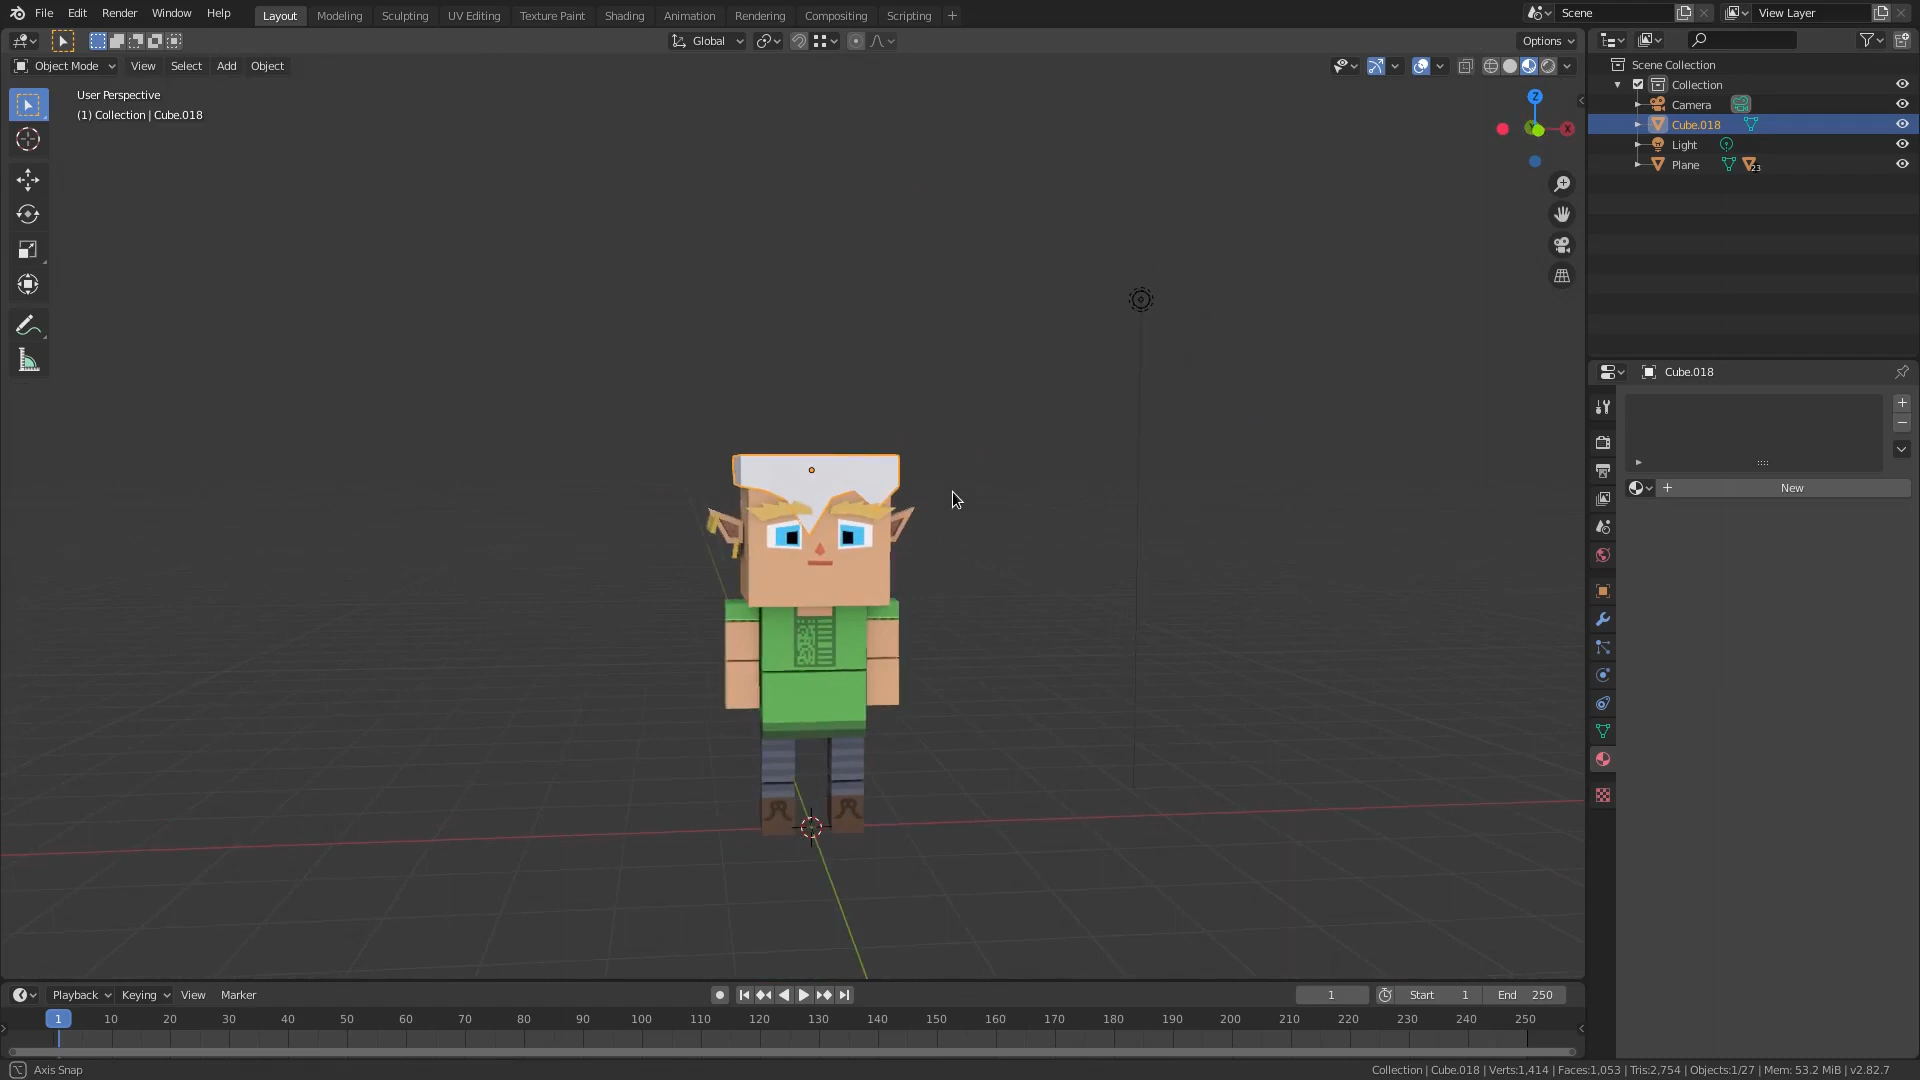 File Edit Render Window Help Layout Modeling Sculpting UV Editing Texture Paint Shading Animation Rendering Compositing Scripting + Scene View Layer
Global Options
Object Mode View Select Add Object
User Perspective
(1) Collection | Cube.018
Z
Y
X
Scene Collection
Collection
Camera
Cube.018
Light
Plane 23
Cube.018
+
−
+ New
Playback Keying View Marker 1 Start 1 End 250
1 10 20 30 40 50 60 70 80 90 100 110 120 130 140 150 160 170 180 190 200 210 220 230 240 250
Axis Snap Collection | Cube.018 | Verts:1,414 | Faces:1,053 | Tris:2,754 | Objects:1/27 | Mem: 53.2 MiB | v2.82.7